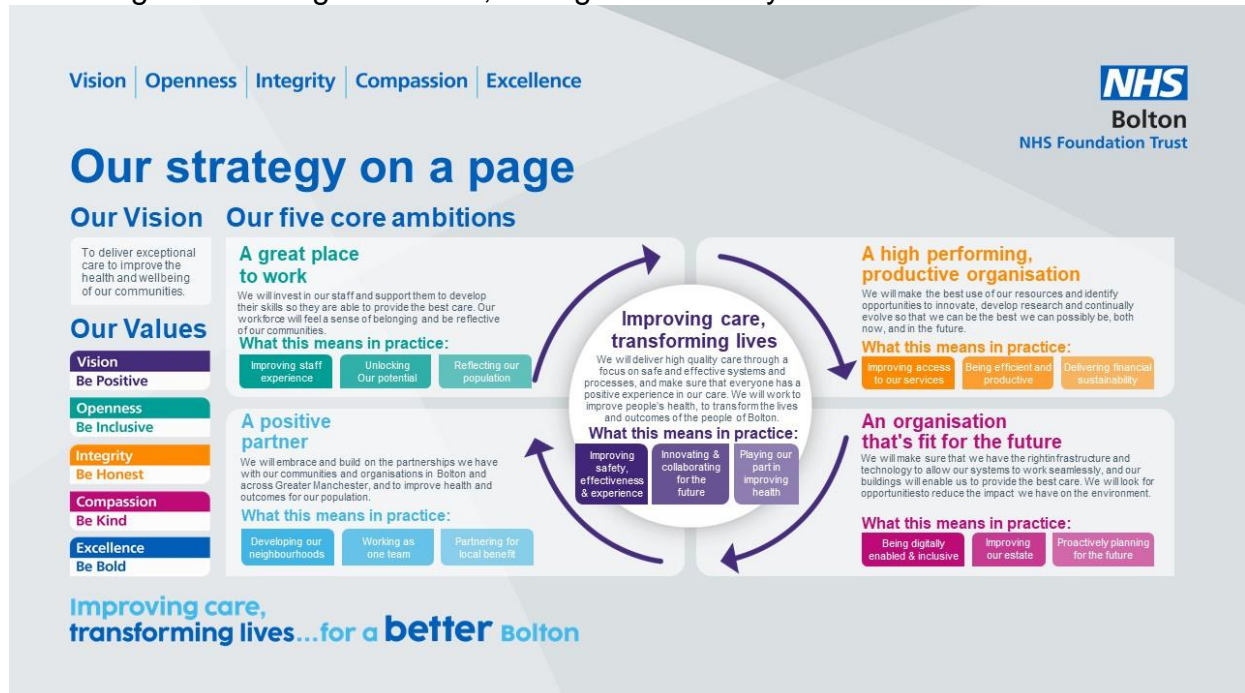 Vision | Openness | Integrity | Compassion | Excellence
NHS
Bolton
NHS Foundation Trust
Our strategy on a page
Our Vision
To deliver exceptional
care to improve the
health and wellbeing
of our communities.
Our Values
Vision
Be Positive
Openness
Be Inclusive
Integrity
Be Honest
Compassion
Be Kind
Excellence
Be Bold
Our five core ambitions
A great place
to work
We will invest in our staff and support them to develop
their skills so they are able to provide the best care. Our
workforce will feel a sense of belonging and be reflective
of our communities.
What this means in practice:
Improving staff
experience
Unlocking
Our potential
Reflecting our
population
A positive
partner
We will embrace and build on the partnerships we have
with our communities and organisations in Bolton and
across Greater Manchester, and to improve health and
outcomes for our population.
What this means in practice:
Developing our
neighbourhoods
Working as
one team
Partnering for
local benefit
Improving care,
transforming lives
We will deliver high quality care through a
focus on safe and effective systems and
processes, and make sure that everyone has a
positive experience in our care. We will work to
improve people's health, to transform the lives
and outcomes of the people of Bolton.
What this means in practice:
Improving
safety,
effectiveness
& experience
Innovating &
collaborating
for the
future
Playing our
part in
improving
health
A high performing,
productive organisation
We will make the best use of our resources and identify
opportunities to innovate, develop research and continually
evolve so that we can be the best we can possibly be, both
now, and in the future.
What this means in practice:
Improving access
to our services
Being efficient and
productive
Delivering financial
sustainability
An organisation
that's fit for the future
We will make sure that we have the rightinfrastructure and
technology to allow our systems to work seamlessly, and our
buildings will enable us to provide the best care. We will look for
opportunitiesto reduce the impact we have on the environment.
What this means in practice:
Being digitally
enabled & inclusive
Improving
our estate
Proactively planning
for the future
Improving care,
transforming lives...for a better Bolton